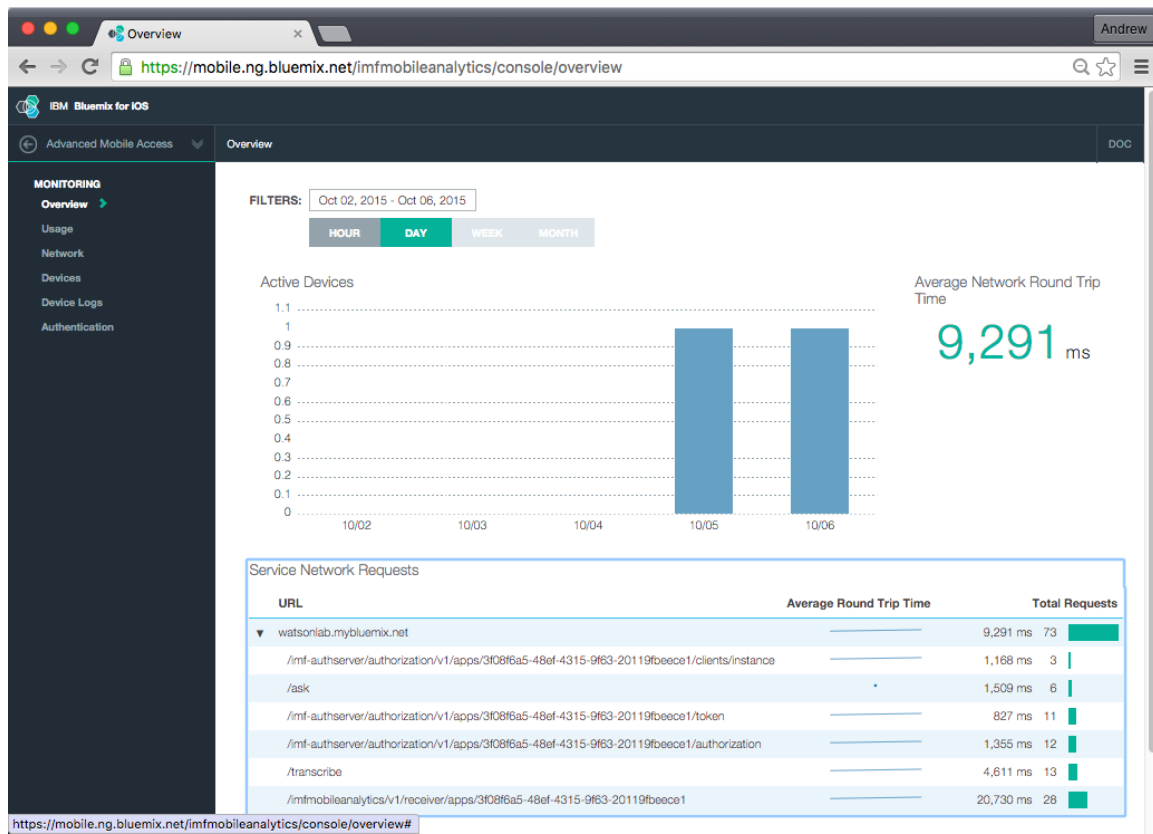 Overview
Andrew
https://mobile.ng.bluemix.net/imfmobileanalytics/console/overview
IBM Bluemix for iOS
Advanced Mobile Access
Overview
DOC
MONITORING
Overview
Usage
Network
Devices
Device Logs
Authentication
FILTERS: Oct 02, 2015 - Oct 06, 2015
HOUR DAY WEEK MONTH
Active Devices
1.1
1
0.9
0.8
0.7
0.6
0.5
0.4
0.3
0.2
0.1
0
10/02 10/03 10/04 10/05 10/06
Average Network Round Trip
Time
9,291 ms
Service Network Requests
URL Average Round Trip Time Total Requests
watsonlab.mybluemix.net 9,291 ms 73
/imf-authserver/authorization/v1/apps/3f08f6a5-48ef-4315-9f63-20119fbeece1/clients/instance 1,168 ms 3
/ask 1,509 ms 6
/imf-authserver/authorization/v1/apps/3f08f6a5-48ef-4315-9f63-20119fbeece1/token 827 ms 11
/imf-authserver/authorization/v1/apps/3f08f6a5-48ef-4315-9f63-20119fbeece1/authorization 1,355 ms 12
/transcribe 4,611 ms 13
/imfmobileanalytics/v1/receiver/apps/3f08f6a5-48ef-4315-9f63-20119fbeece1 20,730 ms 28
https://mobile.ng.bluemix.net/imfmobileanalytics/console/overview#